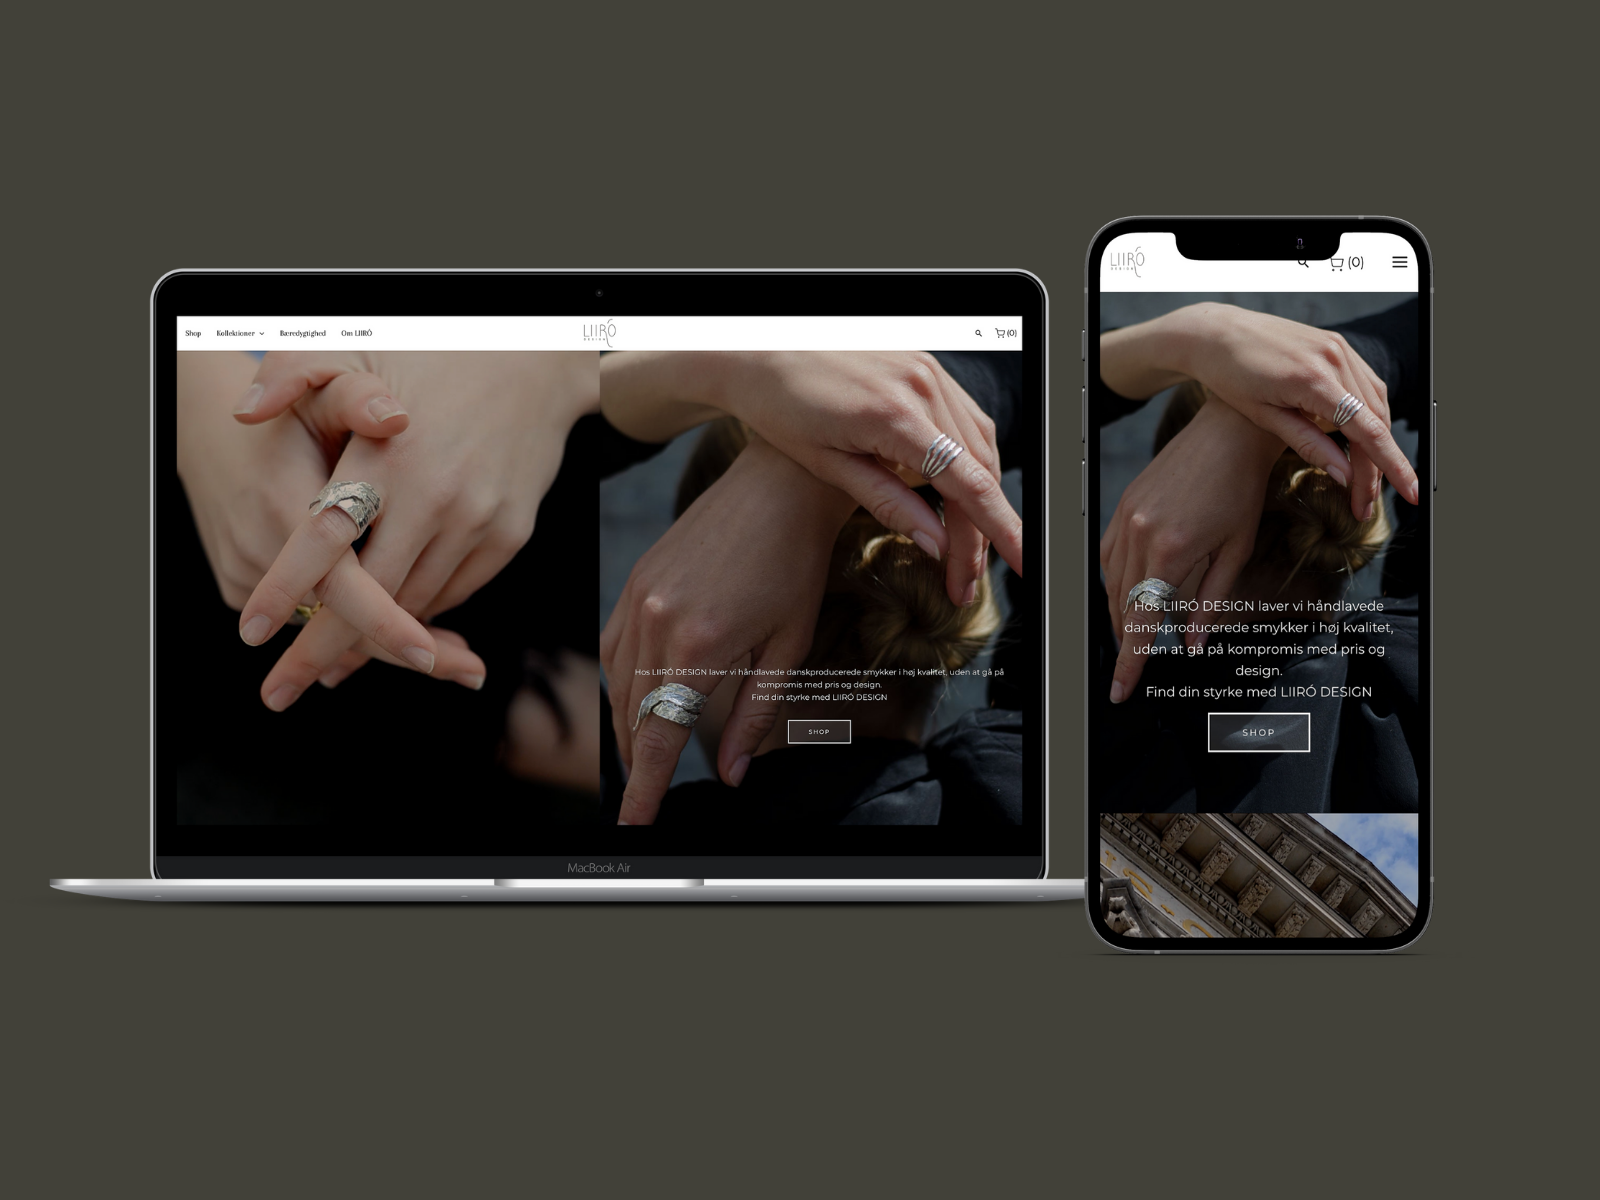 Shop Kollektioner Bæredygtighed Om LIIRÓ
LIIRÓ
DESIGN
(0)
Hos LIIRÓ DESIGN laver vi håndlavede danskproducerede smykker i høj kvalitet, uden at gå på
kompromis med pris og design.
Find din styrke med LIIRÓ DESIGN
SHOP
MacBook Air
LIIRÓ
DESIGN
(0)
Hos LIIRÓ DESIGN laver vi håndlavede
danskproducerede smykker i høj kvalitet,
uden at gå på kompromis med pris og
design.
Find din styrke med LIIRÓ DESIGN
SHOP